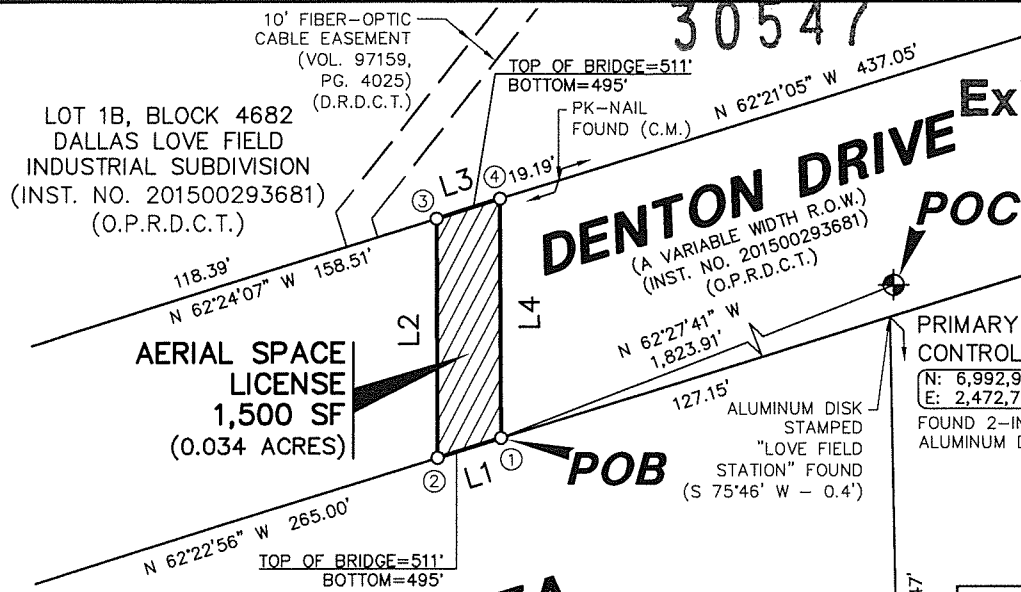 30547
10' FIBER-OPTIC
CABLE EASEMENT
(VOL. 97159,
PG. 4025)
(D.R.D.C.T.)
TOP OF BRIDGE=511'
BOTTOM=495'
PK-NAIL
FOUND (C.M.)
N 62°21'05" W 437.05'
Ex
LOT 1B, BLOCK 4682
DALLAS LOVE FIELD
INDUSTRIAL SUBDIVISION
(INST. NO. 201500293681)
(O.P.R.D.C.T.)
3
L3
4
19.19'
DENTON DRIVE
(A VARIABLE WIDTH R.O.W.)
(INST. NO. 201500293681)
(O.P.R.D.C.T.)
POC
118.39'
N 62°24'07" W 158.51'
L2
L4
N 62°27'41" W
1,823.91'
127.15'
AERIAL SPACE
LICENSE
1,500 SF
(0.034 ACRES)
PRIMARY
CONTROL
N: 6,992,9
E: 2,472,7
FOUND 2-IN
ALUMINUM D
ALUMINUM DISK
STAMPED
"LOVE FIELD
STATION" FOUND
(S 75°46' W - 0.4')
1
2
L1
POB
N 62°22'56" W 265.00'
TOP OF BRIDGE=511'
BOTTOM=495'
47'